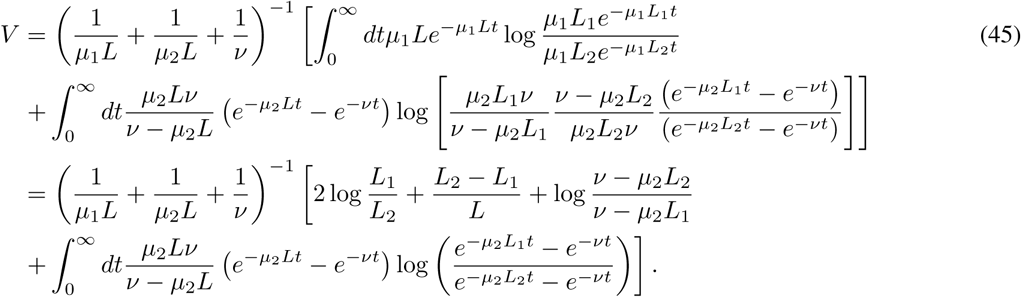 V = \left( \frac{1}{\mu_1 L} + \frac{1}{\mu_2 L} + \frac{1}{\nu} \right)^{-1} \left[ \int_0^\infty dt \mu_1 L e^{-\mu_1 L t} \log \frac{\mu_1 L_1 e^{-\mu_1 L_1 t}}{\mu_1 L_2 e^{-\mu_1 L_2 t}} \right. (45)
+ \int_0^\infty dt \frac{\mu_2 L \nu}{\nu - \mu_2 L} \left( e^{-\mu_2 L t} - e^{-\nu t} \right) \log \left[ \frac{\mu_2 L_1 \nu}{\nu - \mu_2 L_1} \frac{\nu - \mu_2 L_2}{\mu_2 L_2 \nu} \frac{\left( e^{-\mu_2 L_1 t} - e^{-\nu t} \right)}{\left( e^{-\mu_2 L_2 t} - e^{-\nu t} \right)} \right] \right]
= \left( \frac{1}{\mu_1 L} + \frac{1}{\mu_2 L} + \frac{1}{\nu} \right)^{-1} \left[ 2 \log \frac{L_1}{L_2} + \frac{L_2 - L_1}{L} + \log \frac{\nu - \mu_2 L_2}{\nu - \mu_2 L_1} \right.
+ \int_0^\infty dt \frac{\mu_2 L \nu}{\nu - \mu_2 L} \left( e^{-\mu_2 L t} - e^{-\nu t} \right) \log \left( \frac{e^{-\mu_2 L_1 t} - e^{-\nu t}}{e^{-\mu_2 L_2 t} - e^{-\nu t}} \right) \right] .